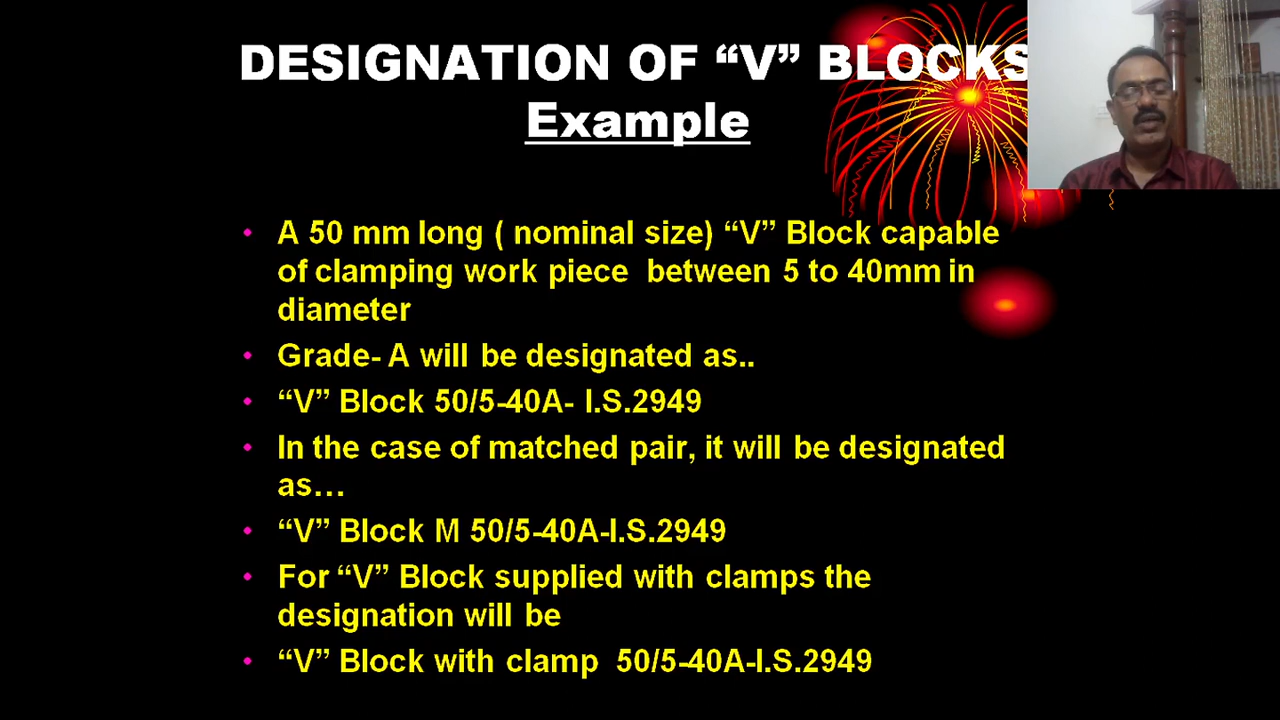 DESIGNATION OF “V” BLOCKS
Example
• A 50 mm long ( nominal size) “V” Block capable
of clamping work piece between 5 to 40mm in
diameter
• Grade- A will be designated as..
• “V” Block 50/5-40A- I.S.2949
• In the case of matched pair, it will be designated
as…
• “V” Block M 50/5-40A-I.S.2949
• For “V” Block supplied with clamps the
designation will be
• “V” Block with clamp 50/5-40A-I.S.2949